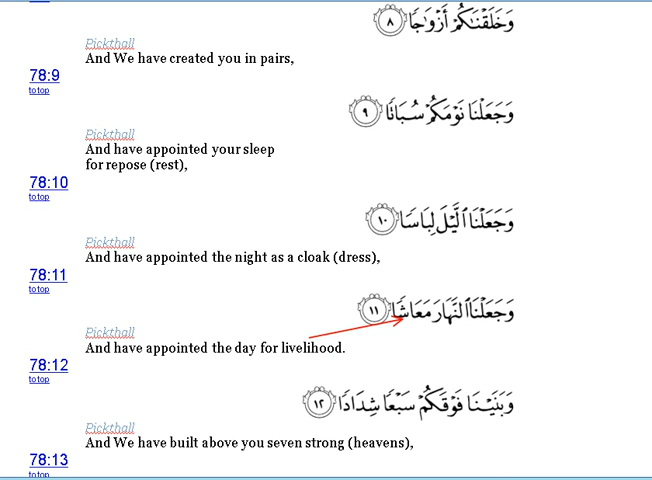 وَخَلَقْنَٰكُمْ أَزْوَٰجًا ٨
Pickthall
And We have created you in pairs,
78:9
to top
وَجَعَلْنَا نَوْمَكُمْ سُبَاتًا ٩
Pickthall
And have appointed your sleep
for repose (rest),
78:10
to top
وَجَعَلْنَا ٱلَّيْلَ لِبَاسًا ١٠
Pickthall
And have appointed the night as a cloak (dress),
78:11
to top
وَجَعَلْنَا ٱلنَّهَارَ مَعَاشًا ١١
Pickthall
And have appointed the day for livelihood.
78:12
to top
وَبَنَيْنَا فَوْقَكُمْ سَبْعًا شِدَادًا ١٢
Pickthall
And We have built above you seven strong (heavens),
78:13
to top